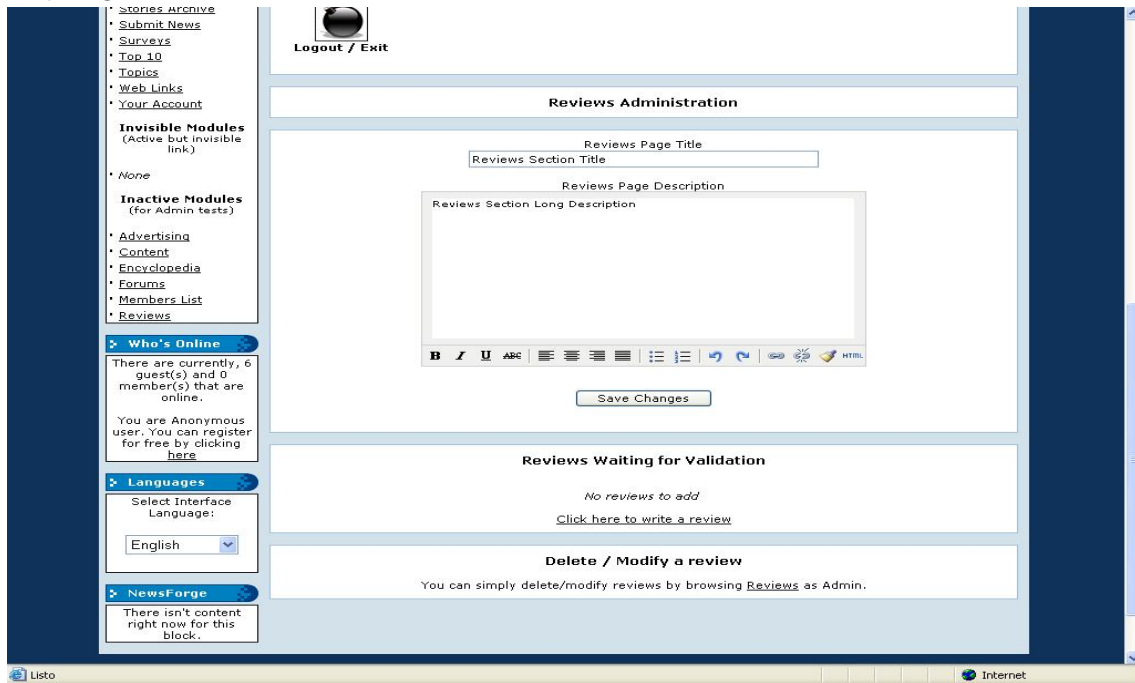 Stories Archive
Submit News
Surveys
Top 10
Topics
Web Links
Your Account
Invisible Modules
(Active but invisible
link)
None
Inactive Modules
(for Admin tests)
Advertising
Content
Encyclopedia
Forums
Members List
Reviews
Who's Online
There are currently, 6
guest(s) and 0
member(s) that are
online.
You are Anonymous
user. You can register
for free by clicking
here
Languages
Select Interface
Language:
English
NewsForge
There isn't content
right now for this
block.
Logout / Exit
Reviews Administration
Reviews Page Title
Reviews Section Title
Reviews Page Description
Reviews Section Long Description
B I U ABC HTML
Save Changes
Reviews Waiting for Validation
No reviews to add
Click here to write a review
Delete / Modify a review
You can simply delete/modify reviews by browsing Reviews as Admin.
Listo
Internet